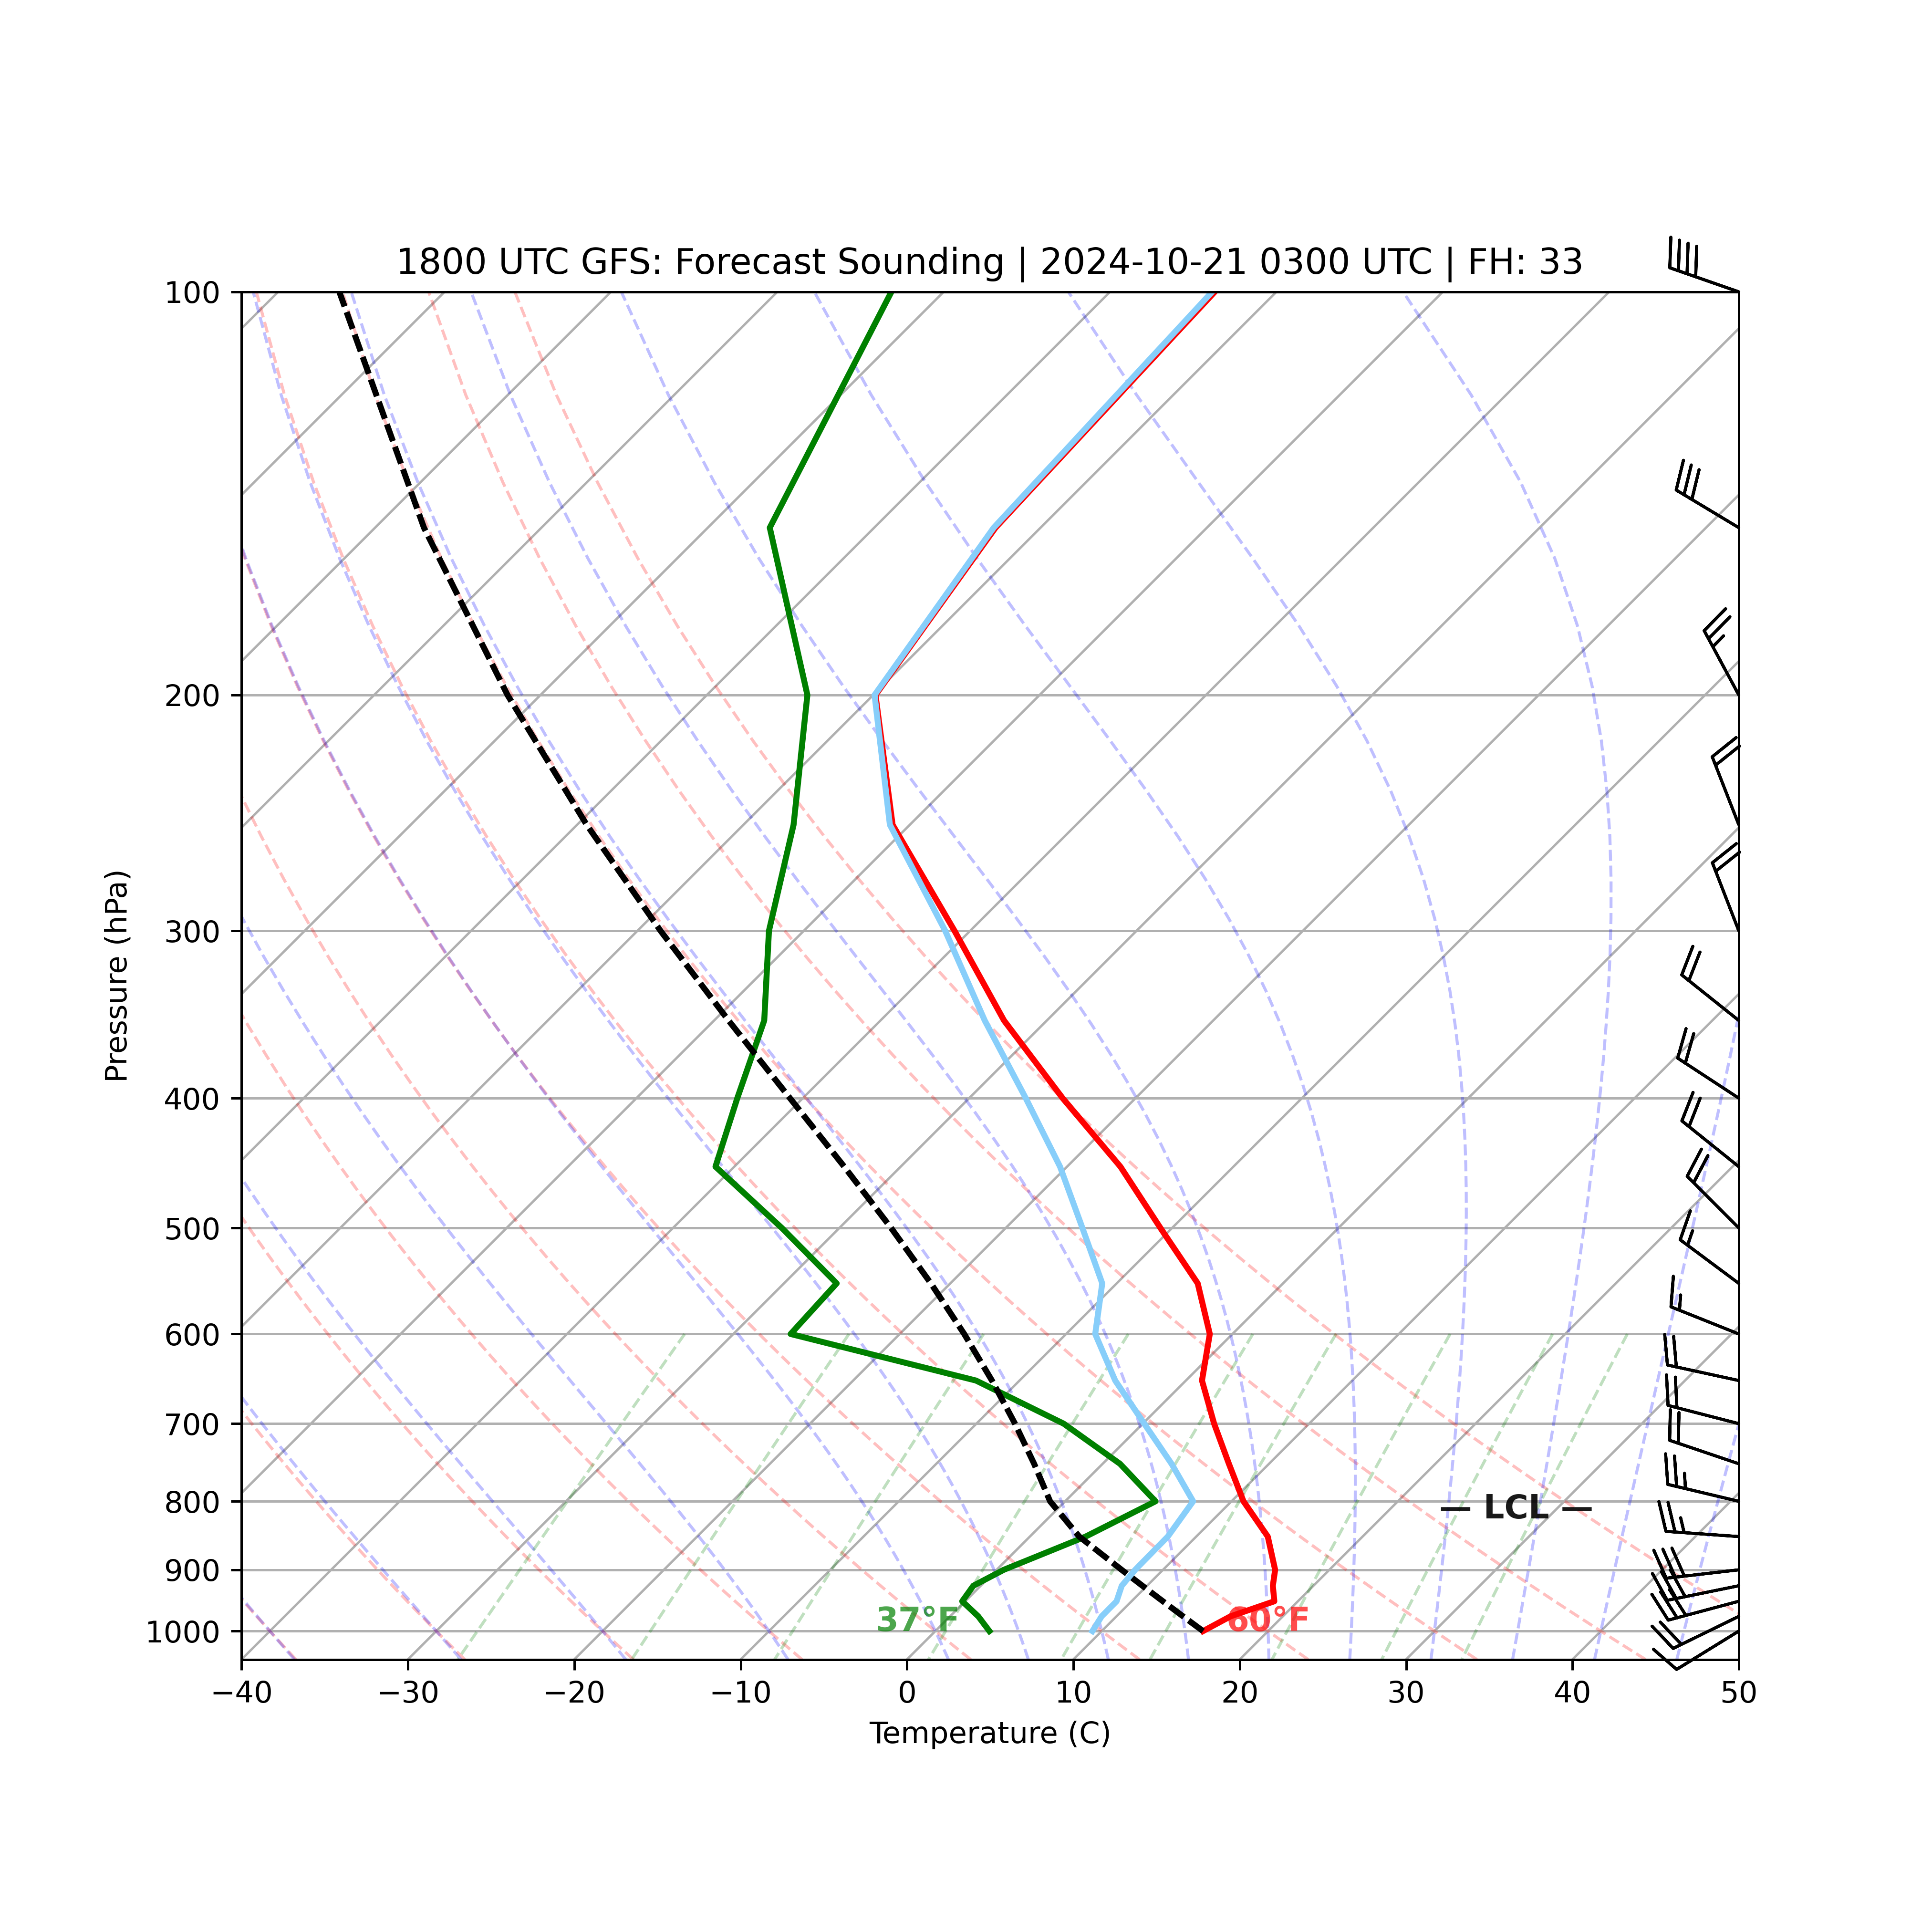 1800 UTC GFS: Forecast Sounding | 2024-10-21 0300 UTC | FH: 33
100
200
300
400
500
600
700
800
900
1000
Pressure (hPa)
— LCL —
37°F
60°F
−40 −30 −20 −10 0 10 20 30 40 50
Temperature (C)